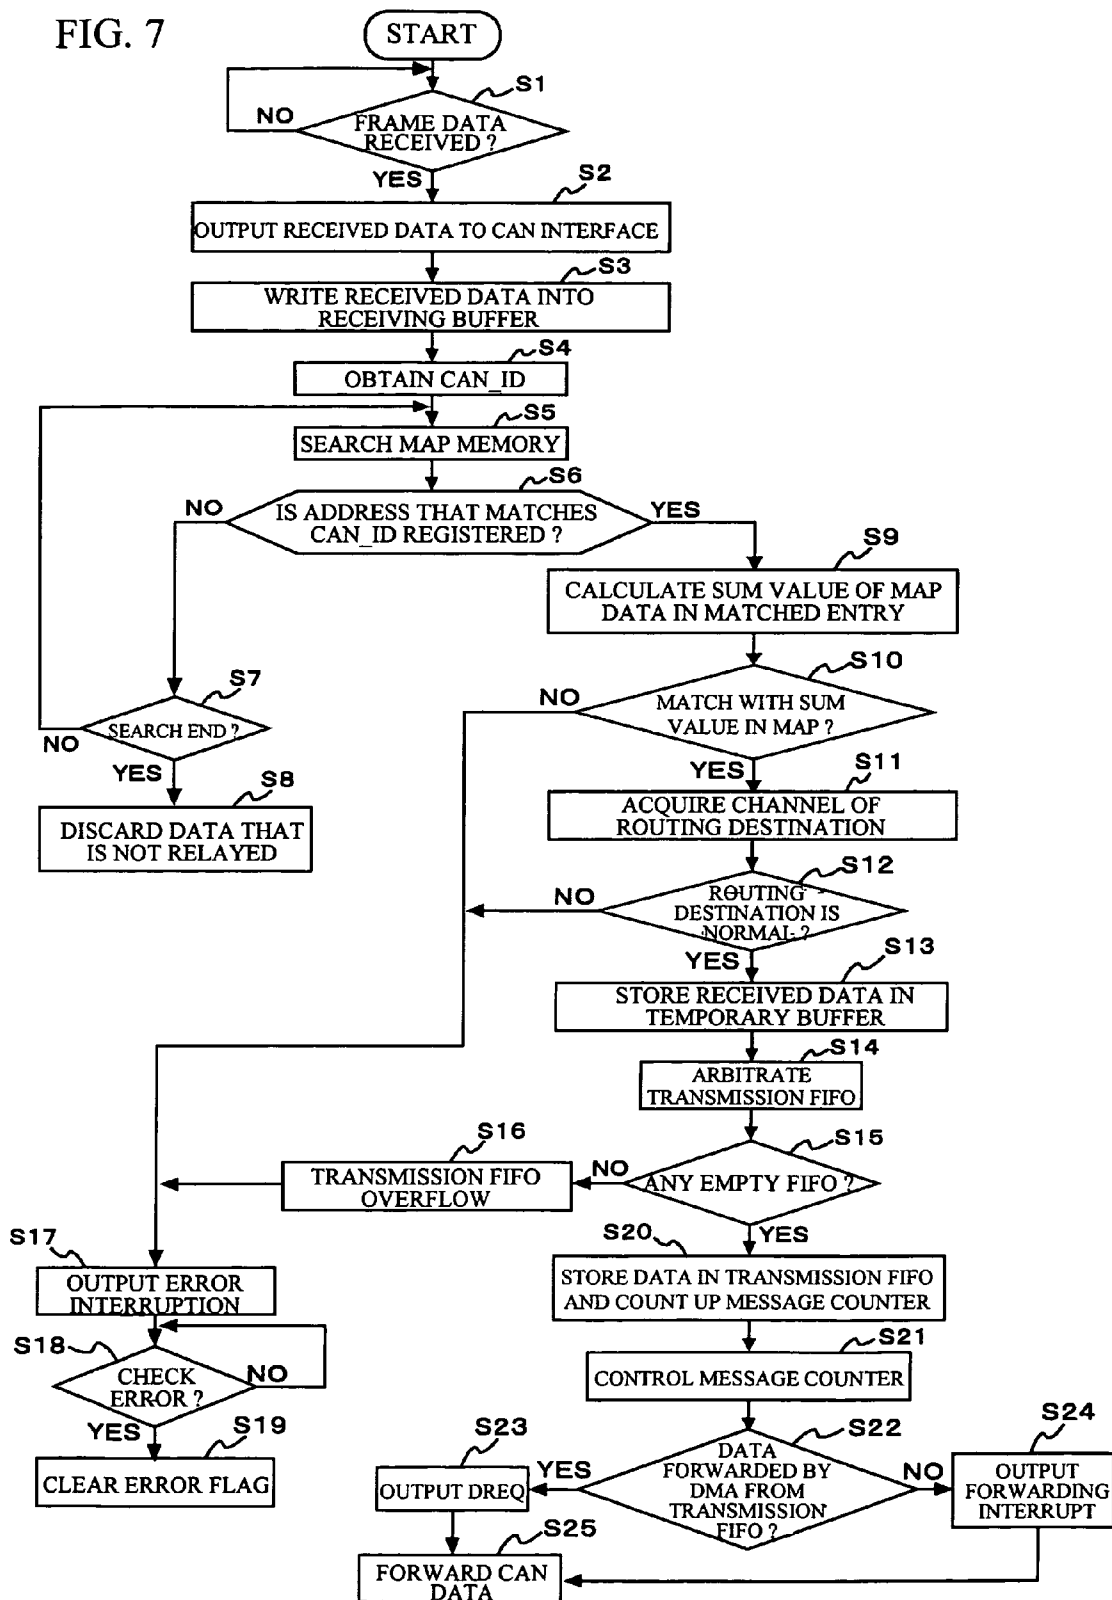 FIG. 7
START
S1
NO
FRAME DATA
RECEIVED ?
YES
S2
OUTPUT RECEIVED DATA TO CAN INTERFACE
S3
WRITE RECEIVED DATA INTO
RECEIVING BUFFER
S4
OBTAIN CAN_ID
S5
SEARCH MAP MEMORY
S6
NO
IS ADDRESS THAT MATCHES
CAN_ID REGISTERED ?
YES
S9
CALCULATE SUM VALUE OF MAP
DATA IN MATCHED ENTRY
S7
SEARCH END ?
NO
YES
S8
DISCARD DATA THAT
IS NOT RELAYED
S10
NO
MATCH WITH SUM
VALUE IN MAP ?
YES
S11
ACQUIRE CHANNEL OF
ROUTING DESTINATION
S12
NO
ROUTING
DESTINATION IS
NORMAL ?
YES
S13
STORE RECEIVED DATA IN
TEMPORARY BUFFER
S14
ARBITRATE
TRANSMISSION FIFO
S15
NO
ANY EMPTY FIFO ?
YES
S16
TRANSMISSION FIFO
OVERFLOW
S17
OUTPUT ERROR
INTERRUPTION
S18
CHECK
ERROR ?
NO
YES
S19
CLEAR ERROR FLAG
S20
STORE DATA IN TRANSMISSION FIFO
AND COUNT UP MESSAGE COUNTER
S21
CONTROL MESSAGE COUNTER
S22
YES
DATA
FORWARDED BY
DMA FROM
TRANSMISSION
FIFO ?
NO
S23
OUTPUT DREQ
S24
OUTPUT
FORWARDING
INTERRUPT
S25
FORWARD CAN
DATA